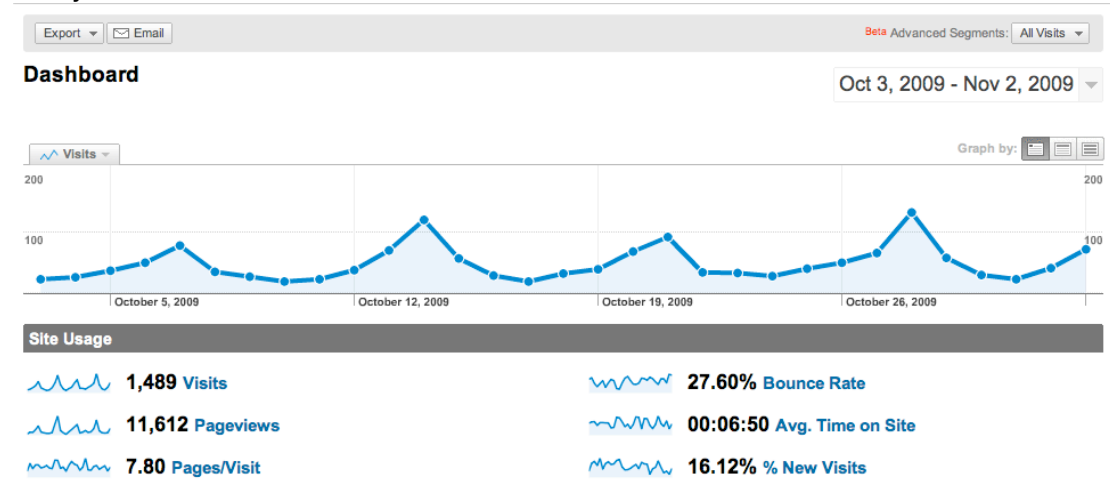 Export Email Beta Advanced Segments: All Visits
Dashboard
Oct 3, 2009 - Nov 2, 2009
Visits Graph by:
200 200
100 100
October 5, 2009 October 12, 2009 October 19, 2009 October 26, 2009
Site Usage
1,489 Visits 27.60% Bounce Rate
11,612 Pageviews 00:06:50 Avg. Time on Site
7.80 Pages/Visit 16.12% % New Visits